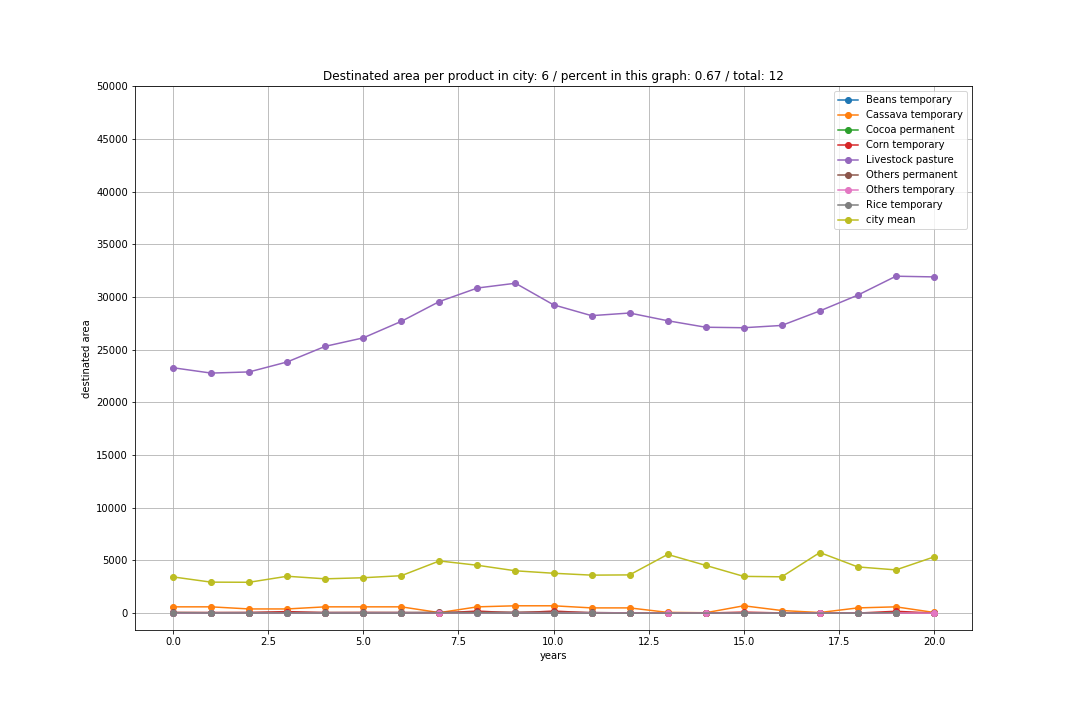 Destinated area per product in city: 6 / percent in this graph: 0.67 / total: 12
50000
45000
40000
35000
30000
25000
20000
15000
10000
5000
0
destinated area
Beans temporary
Cassava temporary
Cocoa permanent
Corn temporary
Livestock pasture
Others permanent
Others temporary
Rice temporary
city mean
0.0 2.5 5.0 7.5 10.0 12.5 15.0 17.5 20.0
years